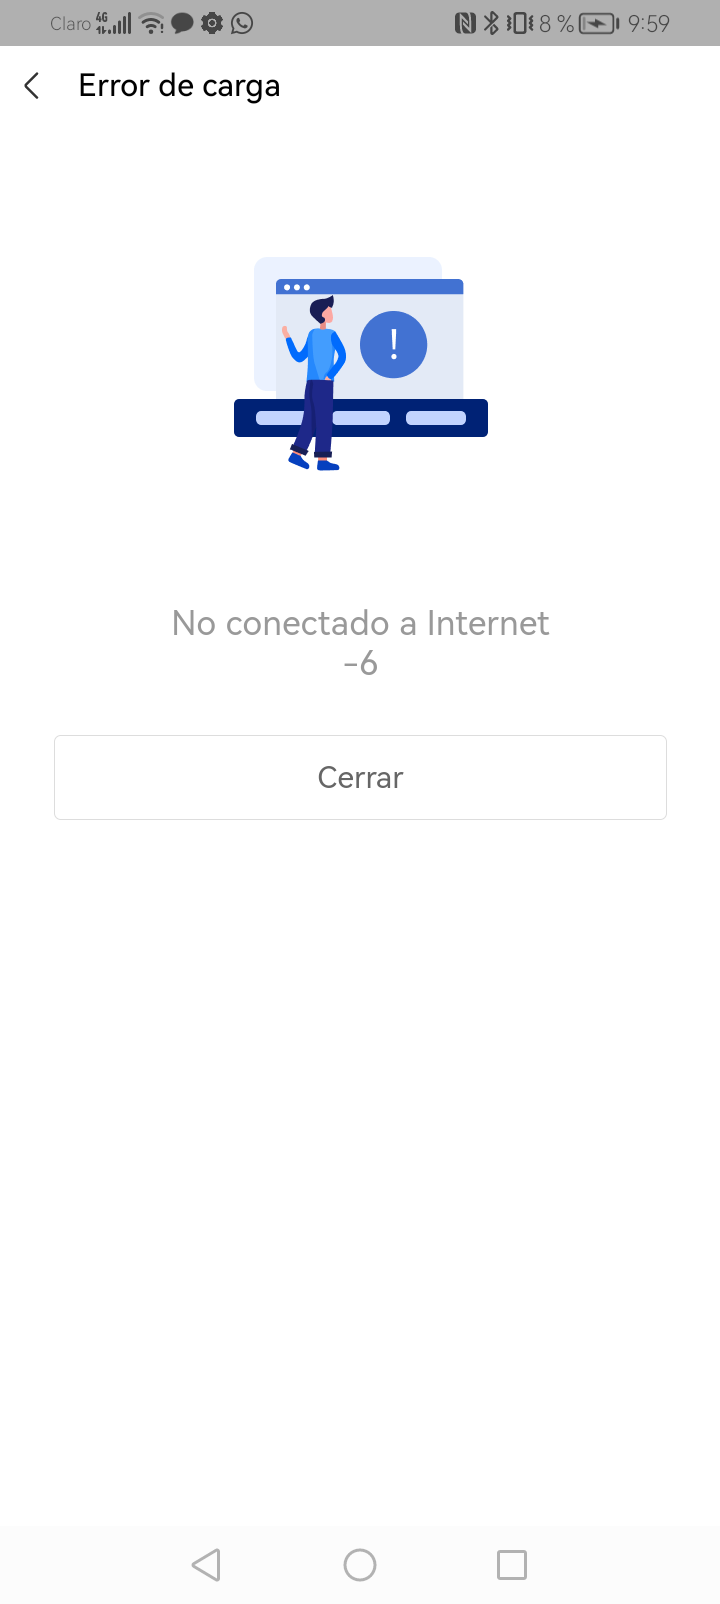 Claro 4G 8 % 9:59
Error de carga
!
No conectado a Internet
-6
Cerrar